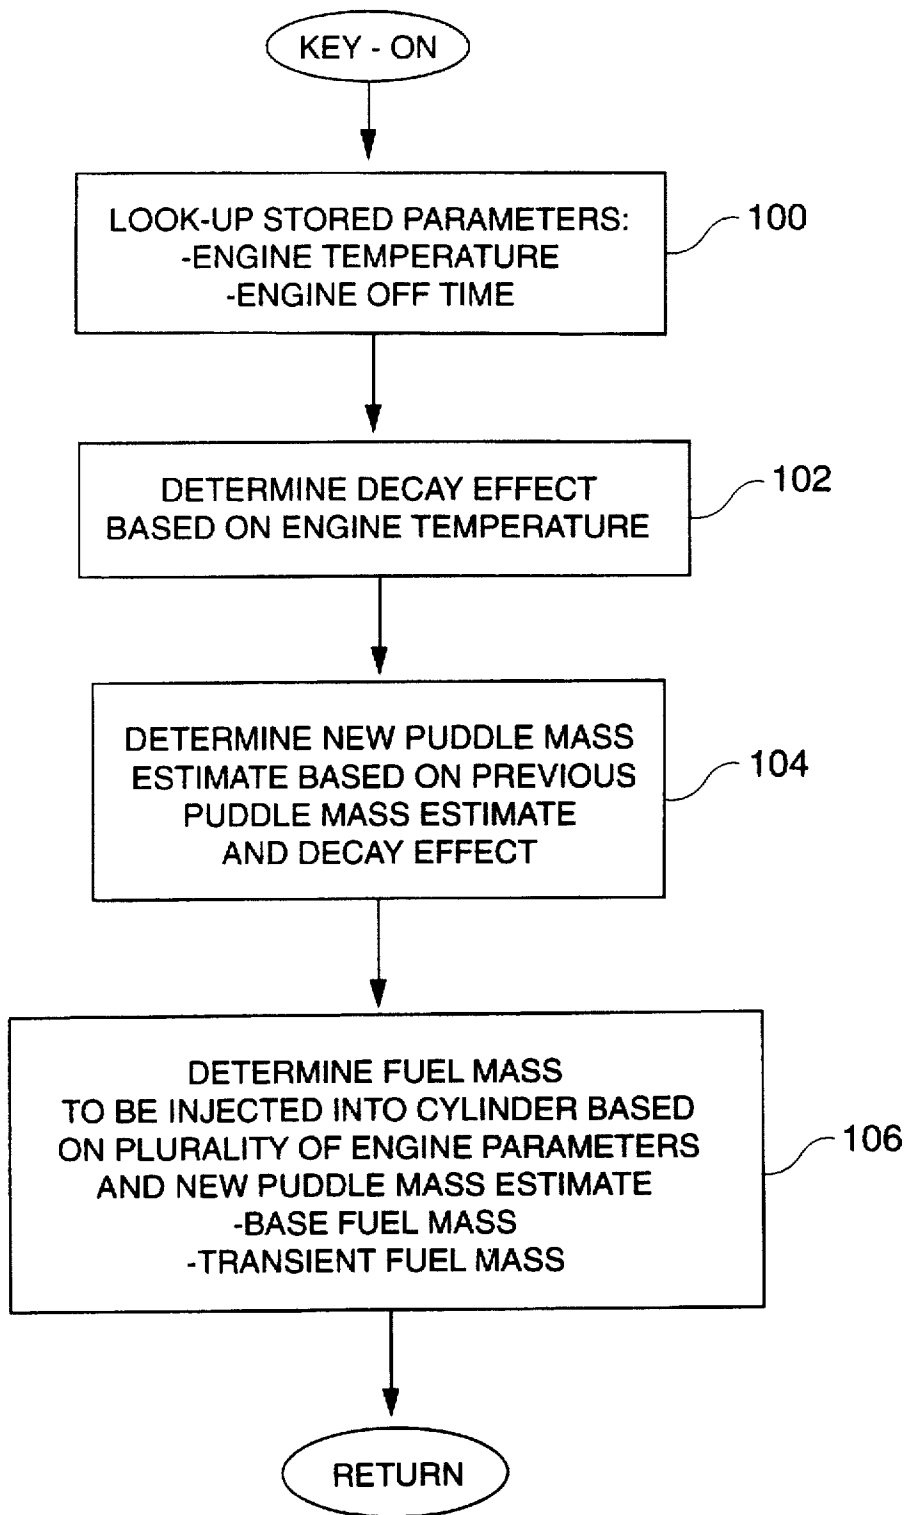 KEY - ON
LOOK-UP STORED PARAMETERS:
-ENGINE TEMPERATURE
-ENGINE OFF TIME
100
DETERMINE DECAY EFFECT
BASED ON ENGINE TEMPERATURE
102
DETERMINE NEW PUDDLE MASS
ESTIMATE BASED ON PREVIOUS
PUDDLE MASS ESTIMATE
AND DECAY EFFECT
104
DETERMINE FUEL MASS
TO BE INJECTED INTO CYLINDER BASED
ON PLURALITY OF ENGINE PARAMETERS
AND NEW PUDDLE MASS ESTIMATE
-BASE FUEL MASS
-TRANSIENT FUEL MASS
106
RETURN